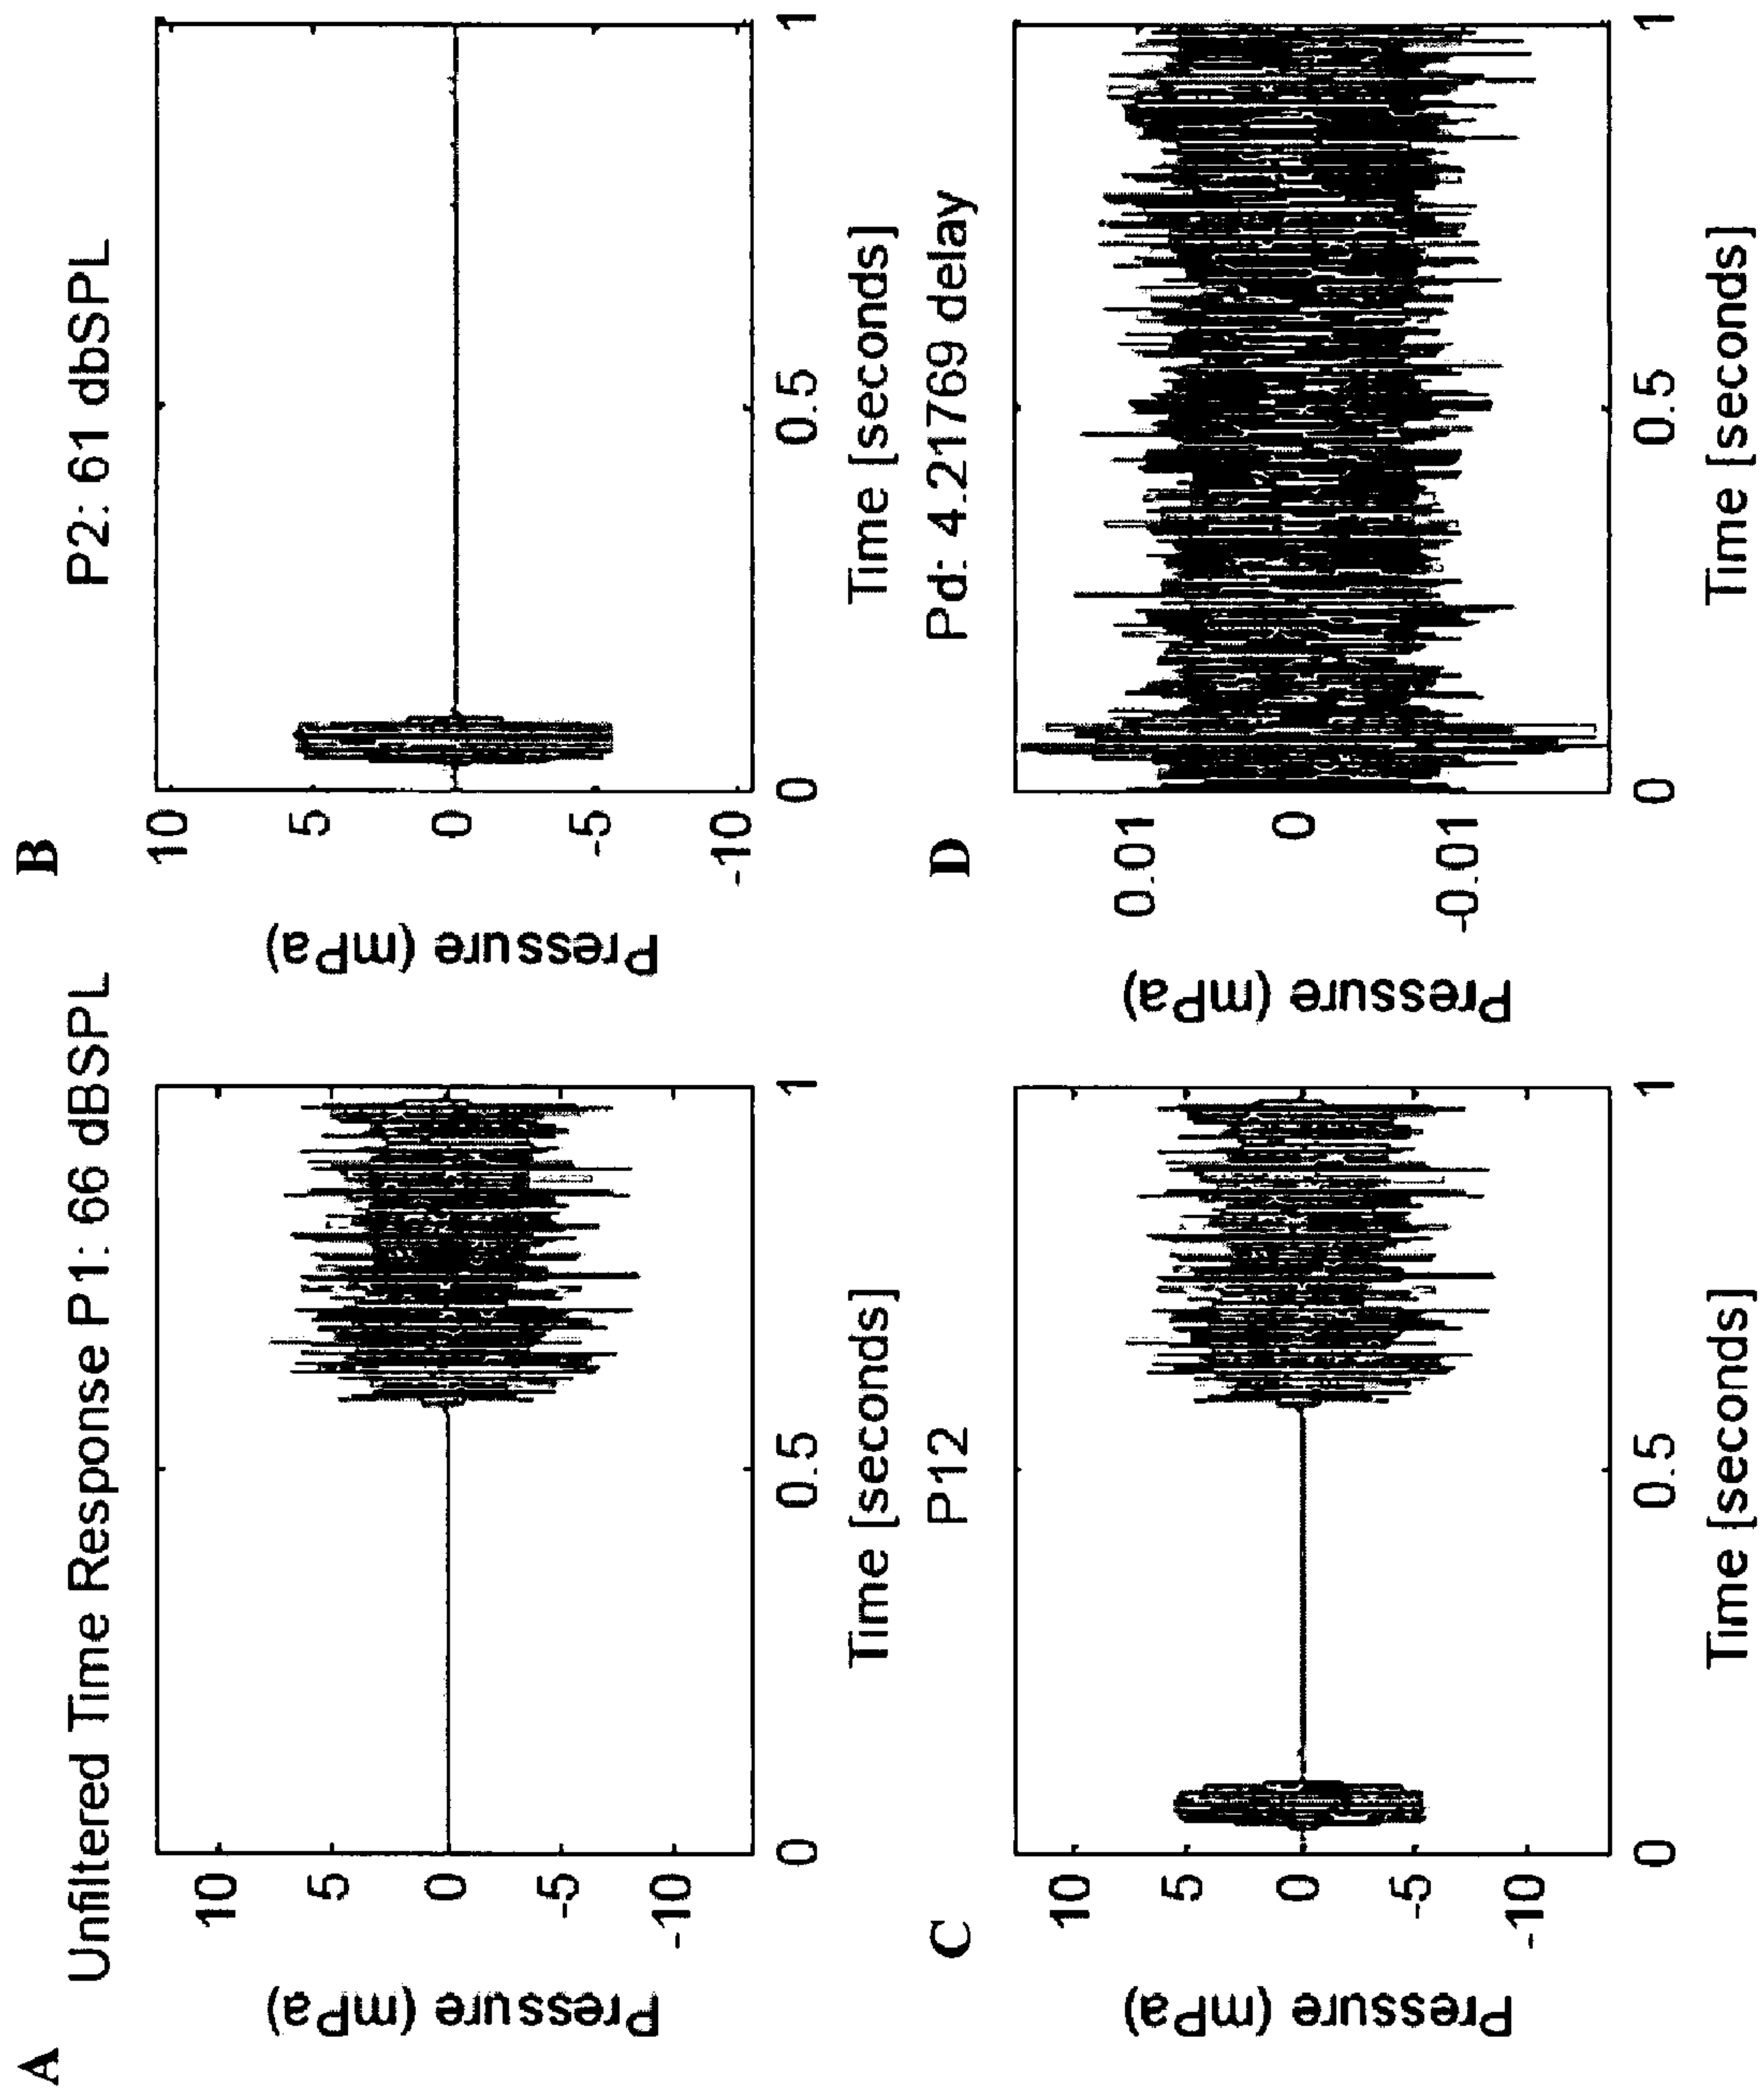 A
Unfiltered Time Response P1: 66 dBSPL
Pressure (mPa)
10
5
0
-5
-10
0
0.5
1
Time [seconds]
B
P2: 61 dbSPL
Pressure (mPa)
10
5
0
-5
-10
0
0.5
1
Time [seconds]
C
P12
Pressure (mPa)
10
5
0
-5
-10
0
0.5
1
Time [seconds]
D
Pd: 4.21769 delay
Pressure (mPa)
0.01
0
-0.01
0
0.5
1
Time [seconds]